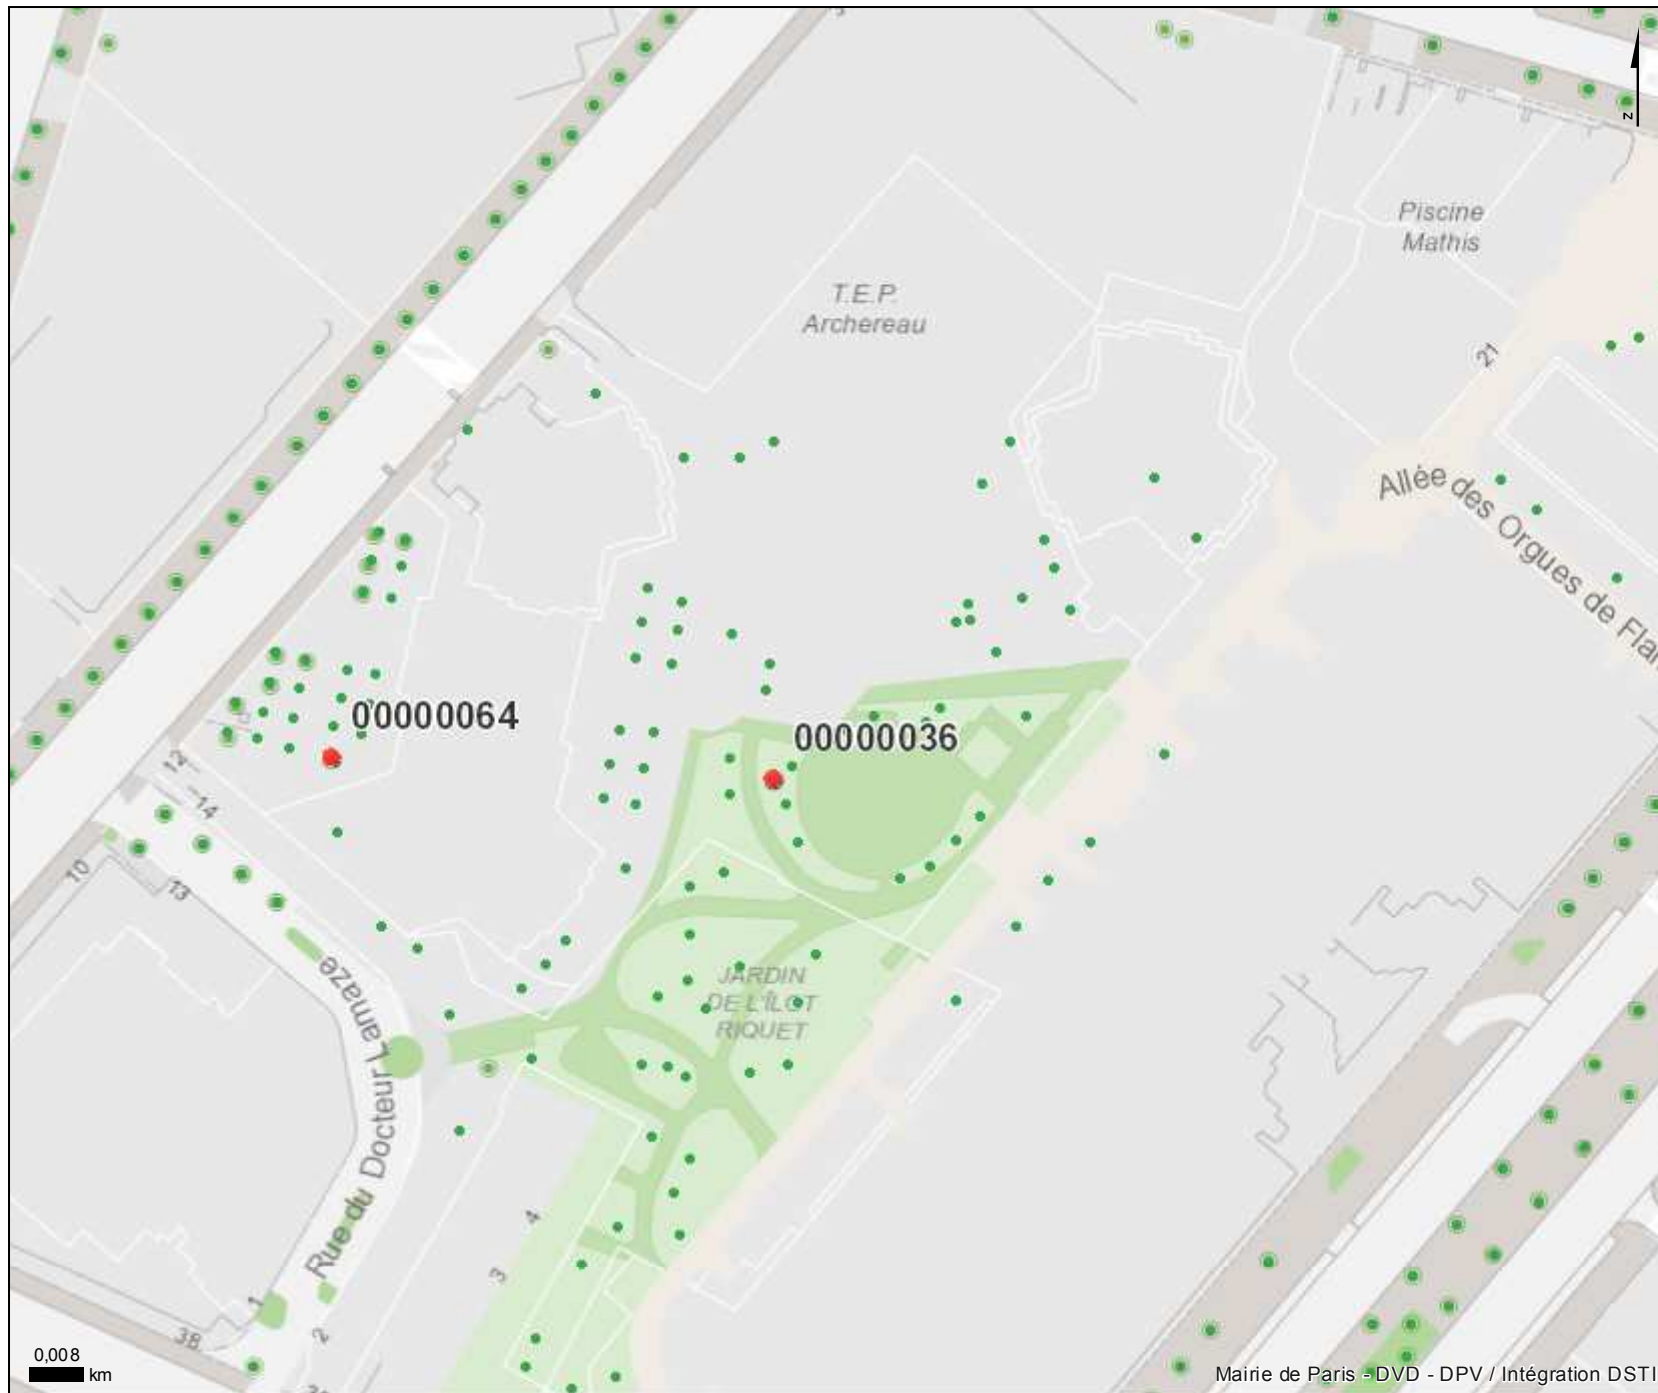 N
Piscine
Mathis
T.E.P.
Archereau
21
Allée des Orgues de Flan
00000064
00000036
12
14
10
13
JARDIN
DE L'ÎLOT
RIQUET
Rue du Docteur Lamaze
4
3
1
2
38
0,008
km
Mairie de Paris - DVD - DPV / Intégration DSTI